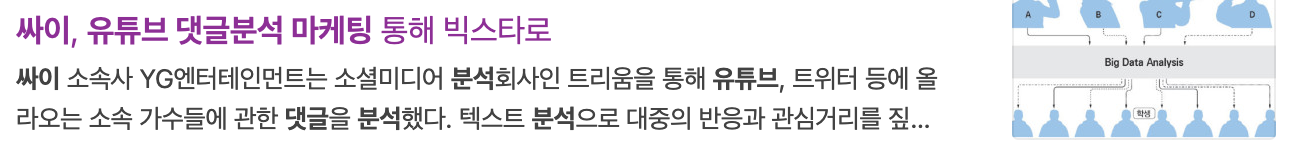 싸이, 유튜브 댓글분석 마케팅 통해 빅스타로
싸이 소속사 YG엔터테인먼트는 소셜미디어 분석회사인 트리움을 통해 유튜브, 트위터 등에 올
라오는 소속 가수들에 관한 댓글을 분석했다. 텍스트 분석으로 대중의 반응과 관심거리를 짚...
A B C D
Big Data Analysis
학생